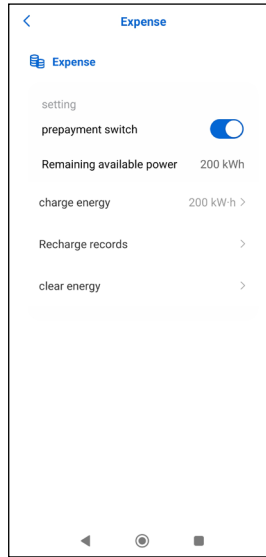 Expense
Expense
setting
prepayment switch
Remaining available power 200 kWh
charge energy 200 kW·h >
Recharge records >
clear energy >